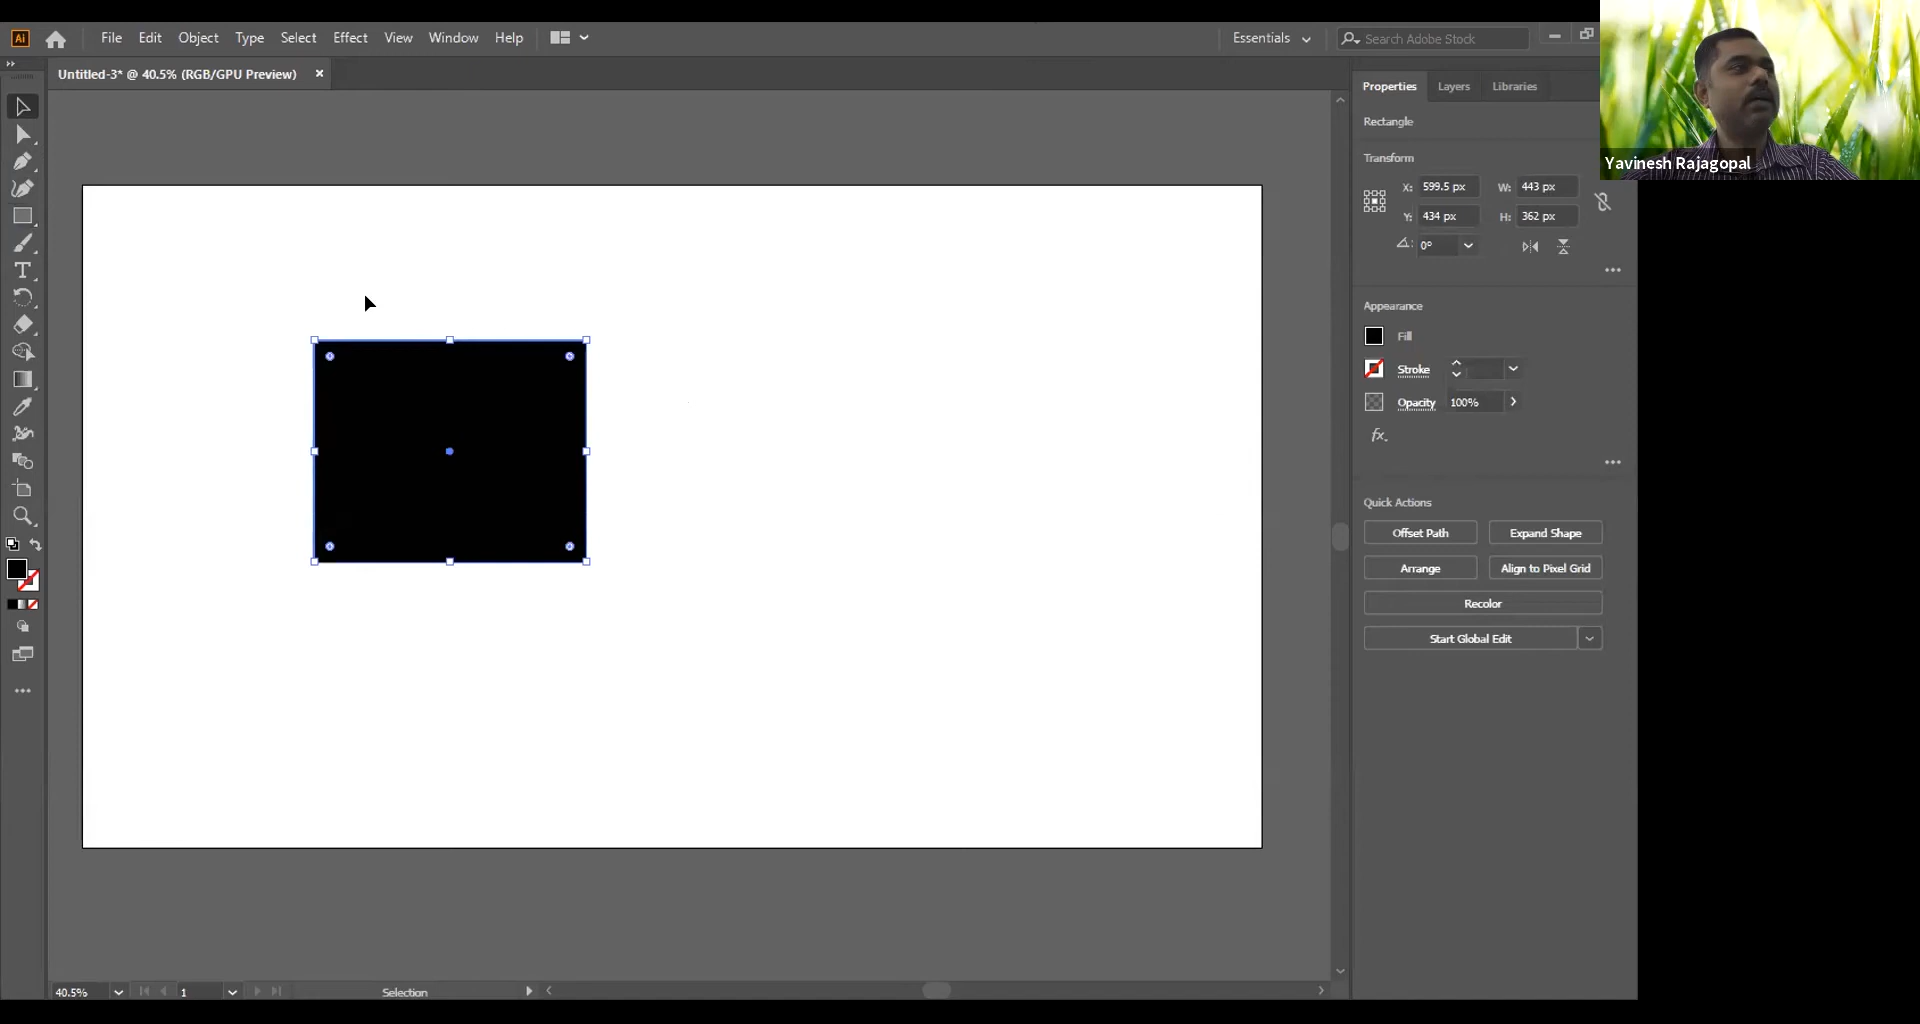 Ai File Edit Object Type Select Effect View Window Help Essentials Search Adobe Stock
Untitled-3* @ 40.5% (RGB/GPU Preview) ×
Properties Layers Libraries
Rectangle
Yavinesh Rajagopal
Transform
X: 599.5 px W: 443 px
Y: 434 px H: 362 px
0°
Appearance
Fill
Stroke
Opacity 100%
fx.
Quick Actions
Offset Path Expand Shape
Arrange Align to Pixel Grid
Recolor
Start Global Edit
40.5% 1 Selection